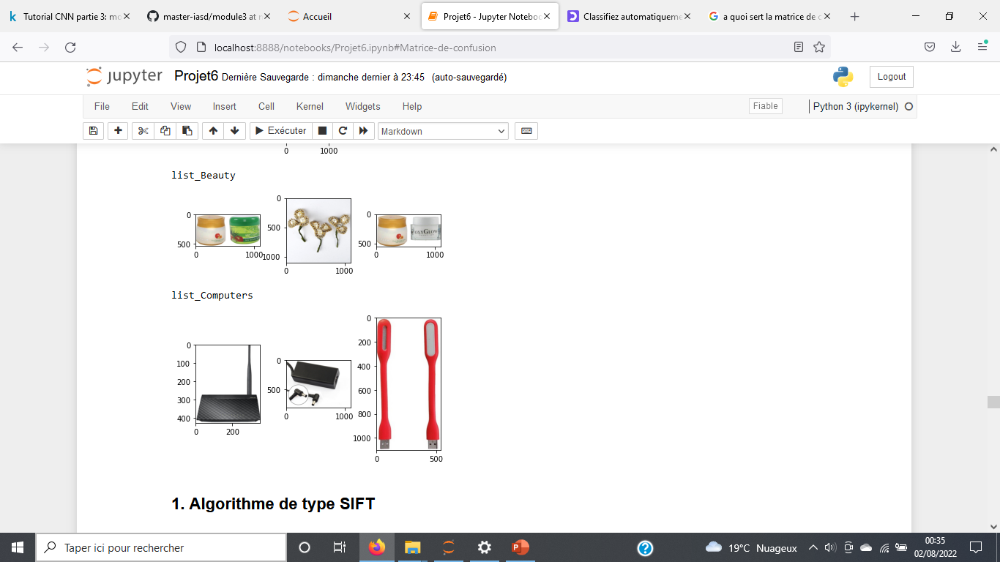 Tutorial CNN partie 3: mo
master-iasd/module3 at r
Accueil
Projet6 - Jupyter Noteboo
Classifiez automatiqueme
a quoi sert la matrice de c
localhost:8888/notebooks/Projet6.ipynb#Matrice-de-confusion
jupyter Projet6 Dernière Sauvegarde : dimanche dernier à 23:45 (auto-sauvegardé)
Logout
File Edit View Insert Cell Kernel Widgets Help
Fiable
Python 3 (ipykernel)
Exécuter
Markdown
0 1000
list_Beauty
0
500
0 1000
0
500
1000
0 1000
FOXYGLOW
0
500
0 1000
list_Computers
0
100
200
300
400
0 200
0
500
0 1000
0
200
400
600
800
1000
0 500
1. Algorithme de type SIFT
Taper ici pour rechercher
19°C Nuageux
00:35
02/08/2022